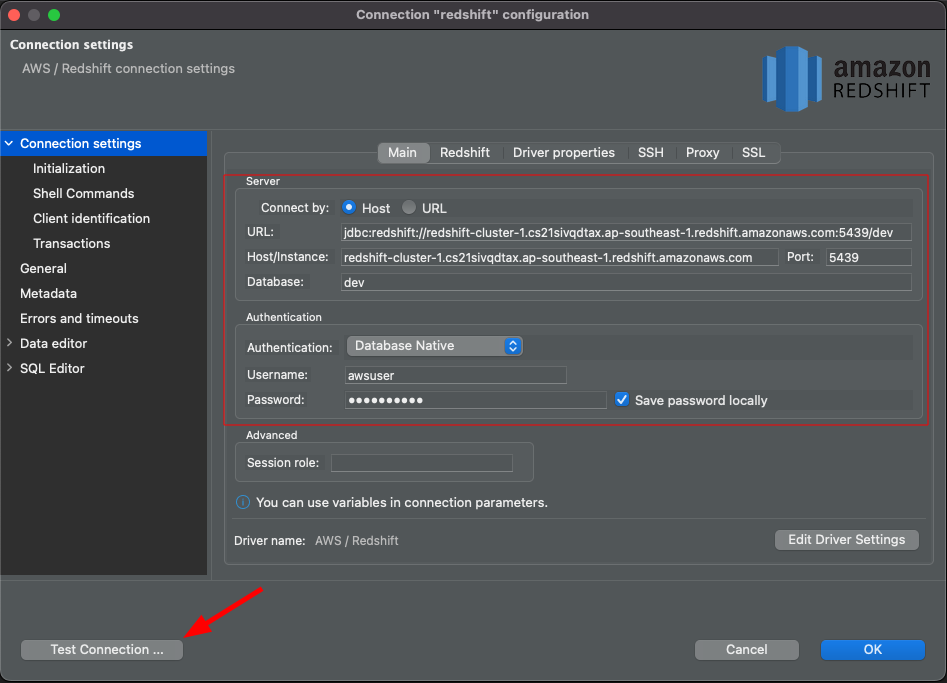 Connection "redshift" configuration
Connection settings
AWS / Redshift connection settings
amazon
REDSHIFT
Connection settings
Initialization
Shell Commands
Client identification
Transactions
General
Metadata
Errors and timeouts
Data editor
SQL Editor
Main Redshift Driver properties SSH Proxy SSL
Server
Connect by: Host URL
URL: jdbc:redshift://redshift-cluster-1.cs21sivqdtax.ap-southeast-1.redshift.amazonaws.com:5439/dev
Host/Instance: redshift-cluster-1.cs21sivqdtax.ap-southeast-1.redshift.amazonaws.com Port: 5439
Database: dev
Authentication
Authentication: Database Native
Username: awsuser
Password: ●●●●●●●●●● Save password locally
Advanced
Session role:
You can use variables in connection parameters.
Driver name: AWS / Redshift Edit Driver Settings
Test Connection ... Cancel OK